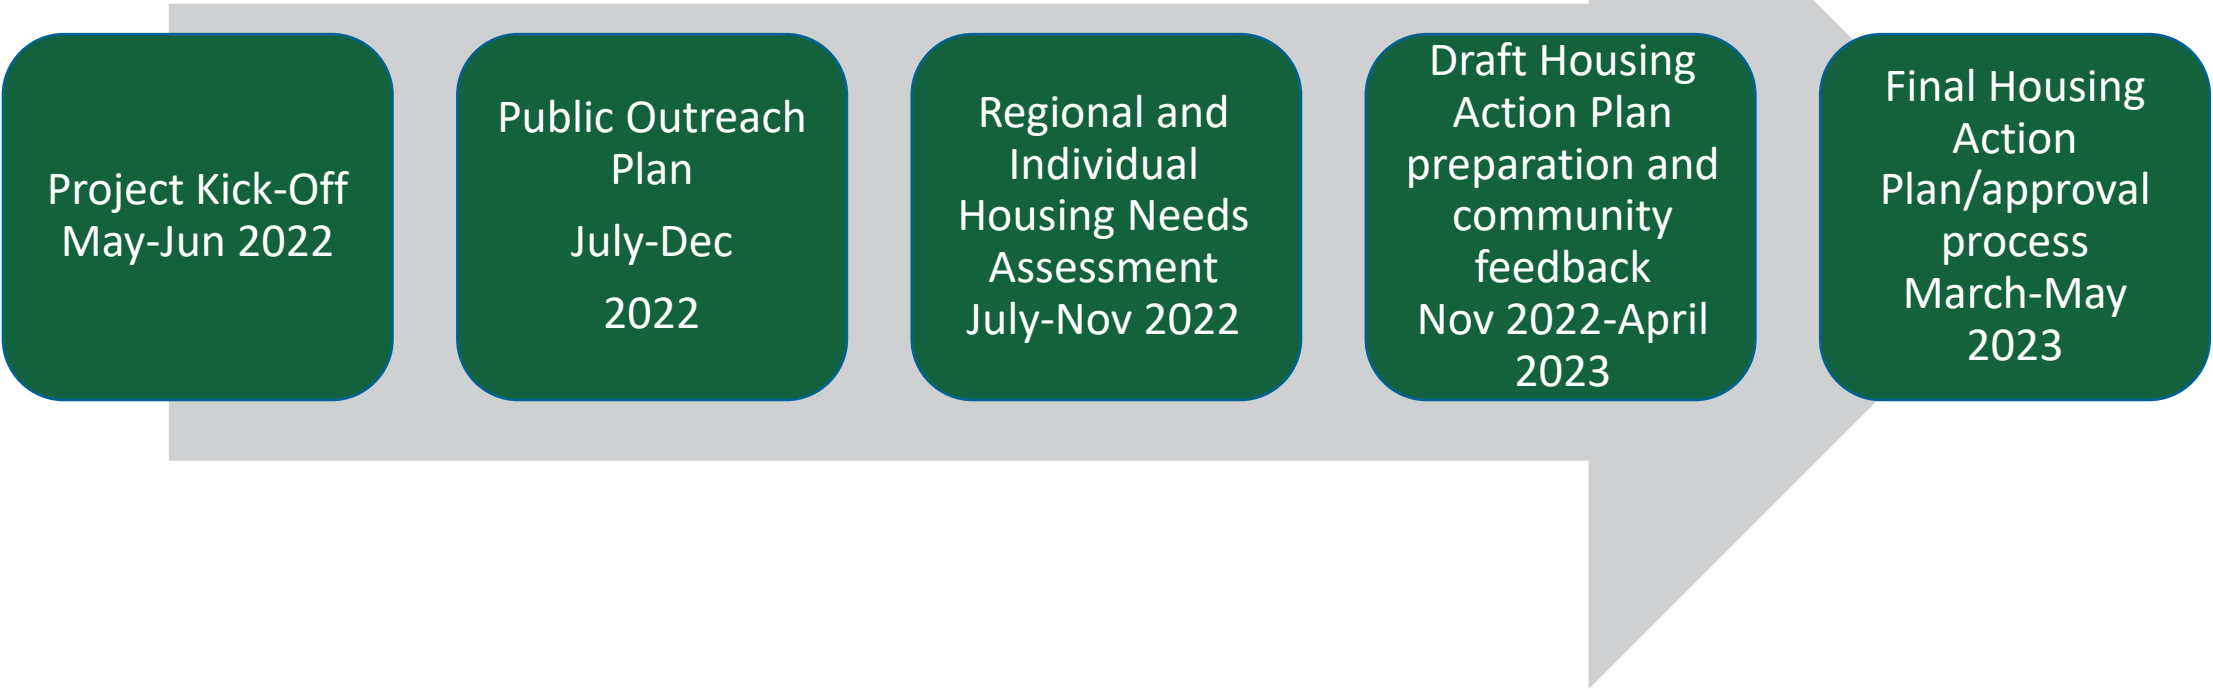 Project Kick-Off
May-Jun 2022
Public Outreach
Plan
July-Dec
2022
Regional and
Individual
Housing Needs
Assessment
July-Nov 2022
Draft Housing
Action Plan
preparation and
community
feedback
Nov 2022-April
2023
Final Housing
Action
Plan/approval
process
March-May
2023